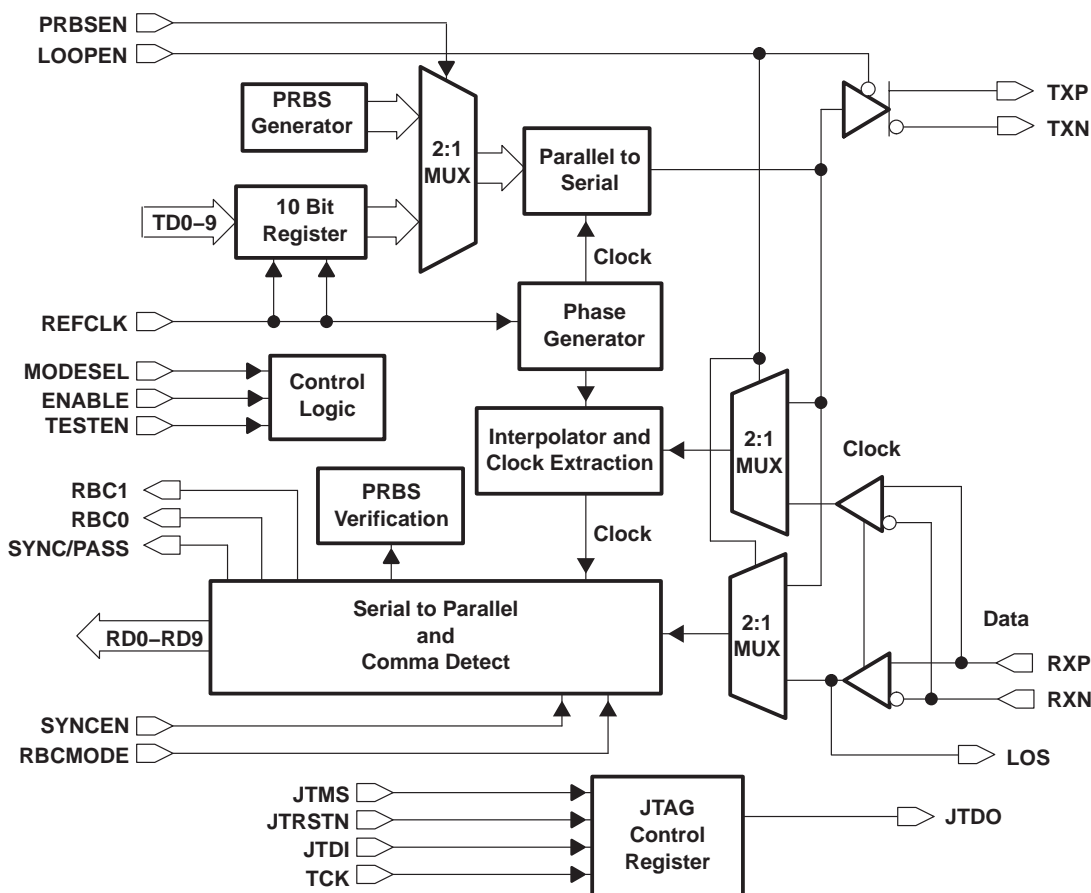 PRBSEN
LOOPEN
PRBS
Generator
2:1
MUX
Parallel to
Serial
TXP
TXN
TD0–9
10 Bit
Register
Clock
REFCLK
Phase
Generator
MODESEL
ENABLE
TESTEN
Control
Logic
Interpolator and
Clock Extraction
2:1
MUX
Clock
RBC1
RBC0
SYNC/PASS
PRBS
Verification
Clock
RD0–RD9
Serial to Parallel
and
Comma Detect
2:1
MUX
Data
RXP
RXN
SYNCEN
RBCMODE
LOS
JTMS
JTRSTN
JTDI
TCK
JTAG
Control
Register
JTDO